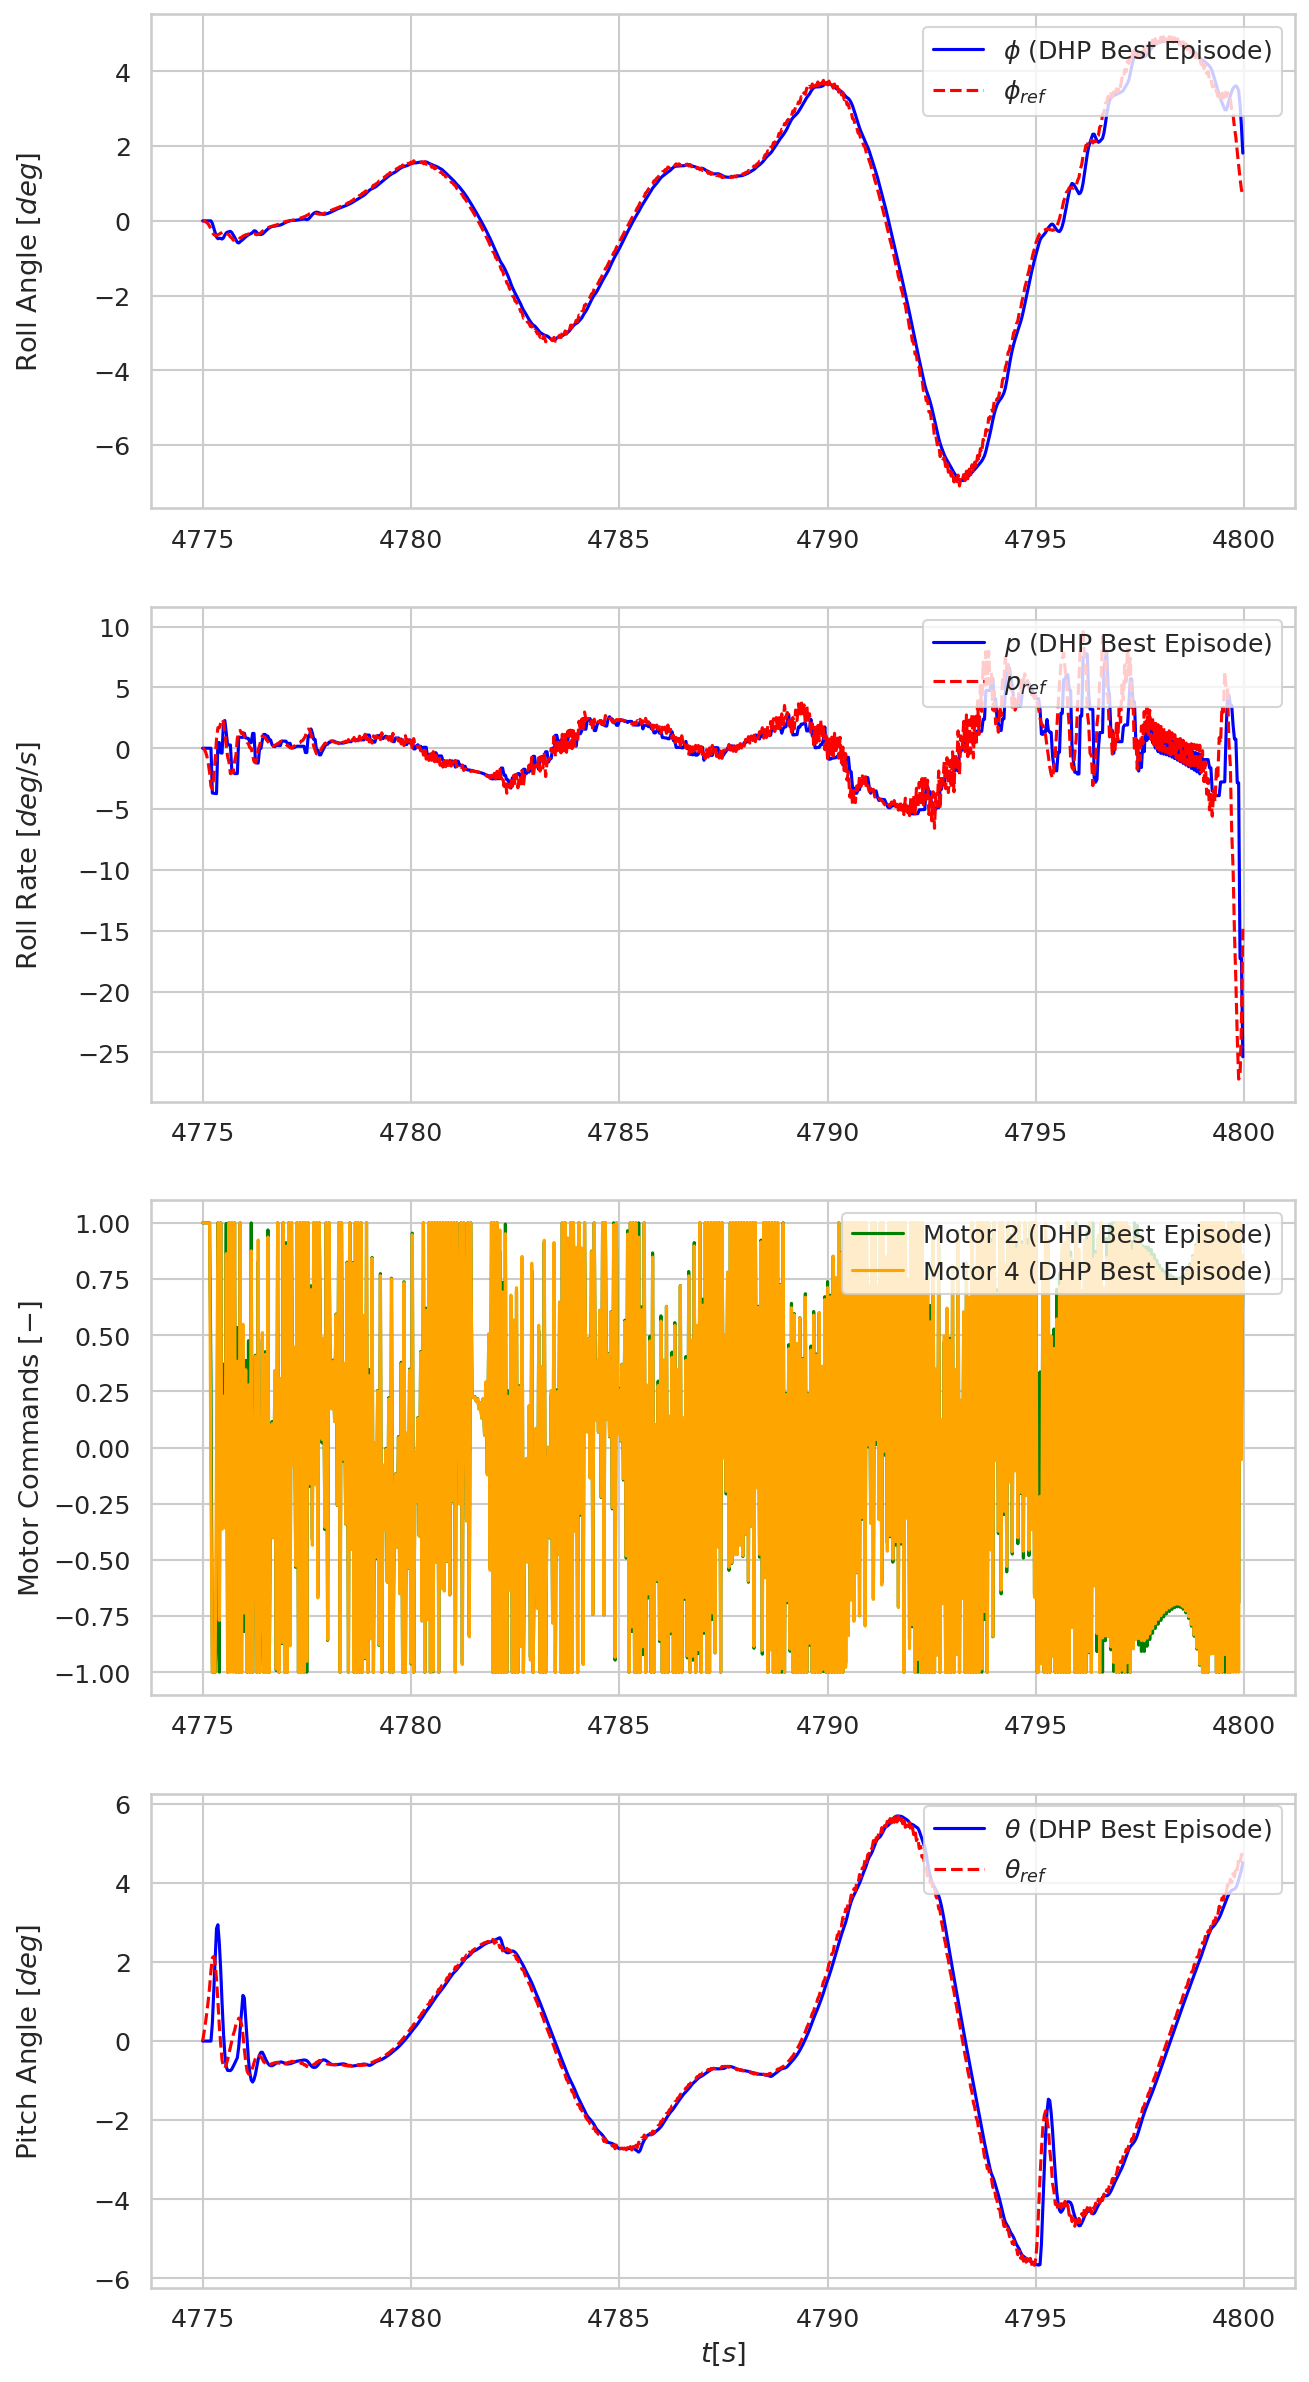 Roll Angle [deg]
4
2
0
−2
−4
−6
ϕ (DHP Best Episode)
ϕref
4775 4780 4785 4790 4795 4800
Roll Rate [deg/s]
10
5
0
−5
−10
−15
−20
−25
p (DHP Best Episode)
pref
4775 4780 4785 4790 4795 4800
Motor Commands [−]
1.00
0.75
0.50
0.25
0.00
−0.25
−0.50
−0.75
−1.00
Motor 2 (DHP Best Episode)
Motor 4 (DHP Best Episode)
4775 4780 4785 4790 4795 4800
Pitch Angle [deg]
6
4
2
0
−2
−4
−6
θ (DHP Best Episode)
θref
4775 4780 4785 4790 4795 4800
t[s]